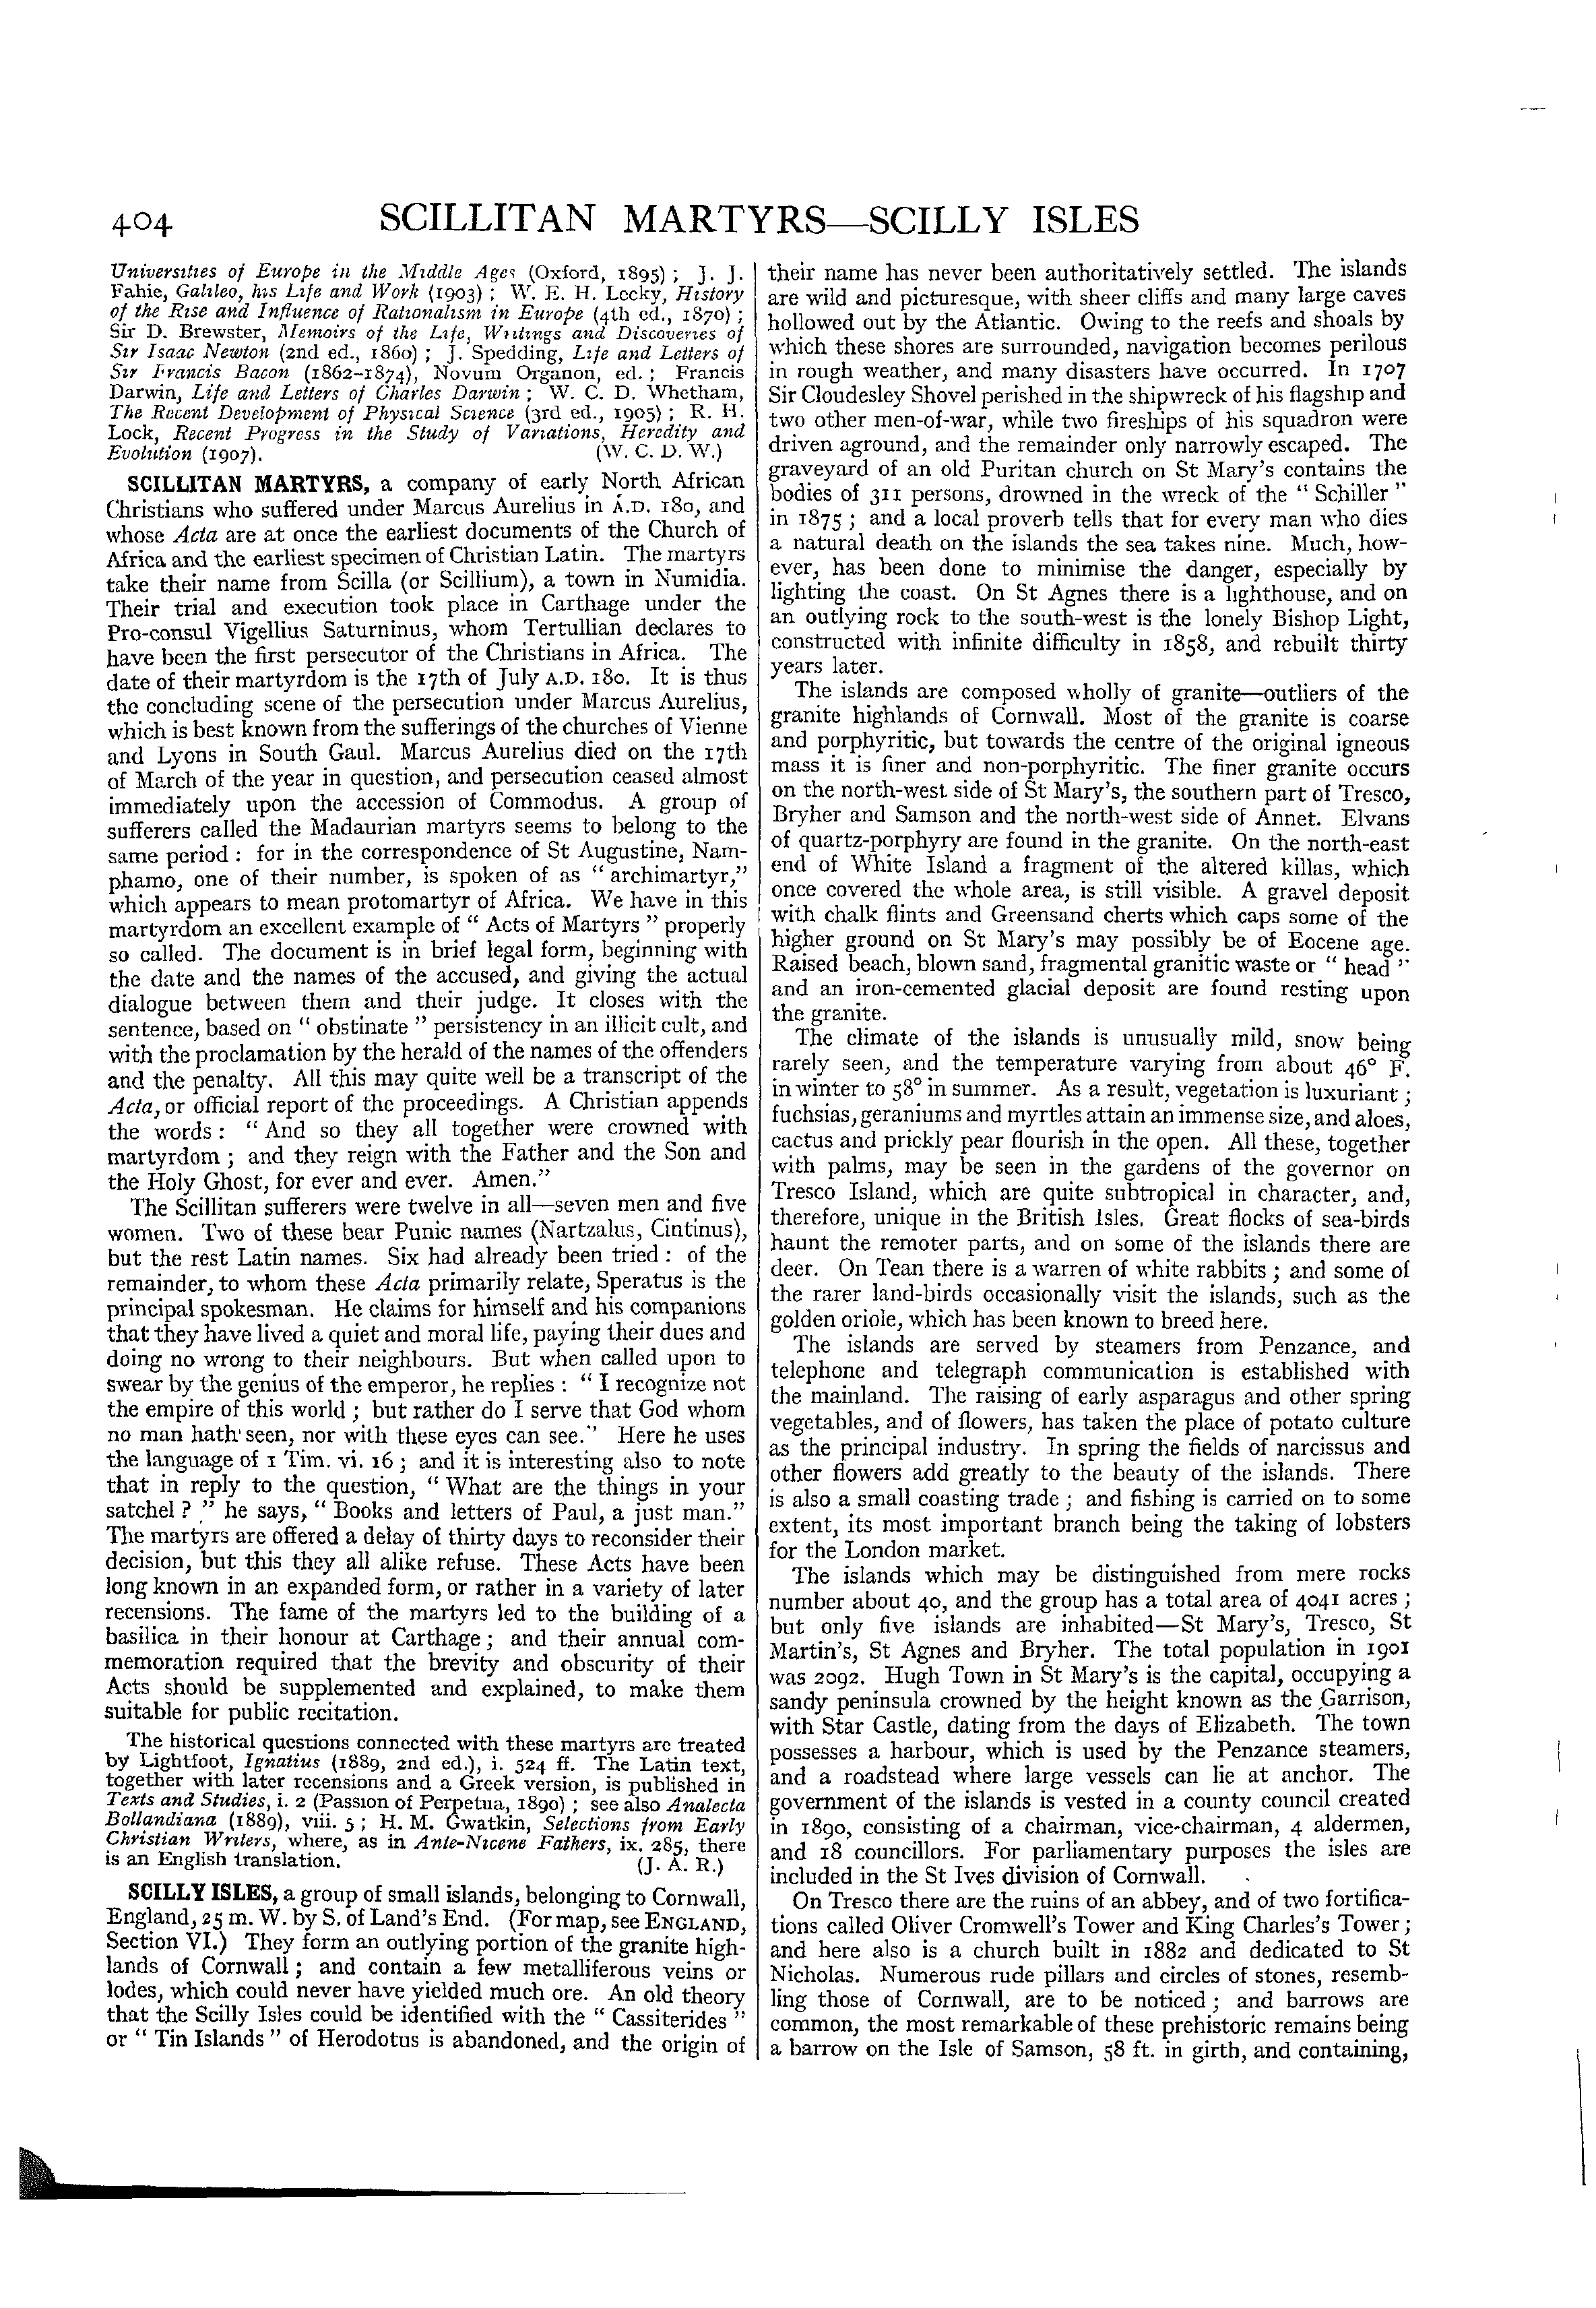 404
SCILLITAN MARTYRS—SCILLY ISLES
Universities of Europe in the Middle Ages (Oxford, 1895) ; J. J.
Fahie, Galileo, his Life and Work (1903) ; W. E. H. Lecky, History
of the Rise and Influence of Rationalism in Europe (4th ed., 1870) ;
Sir D. Brewster, Memoirs of the Life, Writings and Discoveries of
Sir Isaac Newton (2nd ed., 1860) ; J. Spedding, Life and Letters of
Sir Francis Bacon (1862-1874), Novum Organon, ed. ; Francis
Darwin, Life and Letters of Charles Darwin ; W. C. D. Whetham,
The Recent Development of Physical Science (3rd ed., 1905) ; R. H.
Lock, Recent Progress in the Study of Variations, Heredity and
Evolution (1907). (W. C. D. W.)
SCILLITAN MARTYRS, a company of early North African
Christians who suffered under Marcus Aurelius in A.D. 180, and
whose Acta are at once the earliest documents of the Church of
Africa and the earliest specimen of Christian Latin. The martyrs
take their name from Scilla (or Scillium), a town in Numidia.
Their trial and execution took place in Carthage under the
Pro-consul Vigellius Saturninus, whom Tertullian declares to
have been the first persecutor of the Christians in Africa. The
date of their martyrdom is the 17th of July A.D. 180. It is thus
the concluding scene of the persecution under Marcus Aurelius,
which is best known from the sufferings of the churches of Vienne
and Lyons in South Gaul. Marcus Aurelius died on the 17th
of March of the year in question, and persecution ceased almost
immediately upon the accession of Commodus. A group of
sufferers called the Madaurian martyrs seems to belong to the
same period : for in the correspondence of St Augustine, Nam-
phamo, one of their number, is spoken of as " archimartyr,"
which appears to mean protomartyr of Africa. We have in this
martyrdom an excellent example of " Acts of Martyrs " properly
so called. The document is in brief legal form, beginning with
the date and the names of the accused, and giving the actual
dialogue between them and their judge. It closes with the
sentence, based on " obstinate " persistency in an illicit cult, and
with the proclamation by the herald of the names of the offenders
and the penalty. All this may quite well be a transcript of the
Acta, or official report of the proceedings. A Christian appends
the words : " And so they all together were crowned with
martyrdom ; and they reign with the Father and the Son and
the Holy Ghost, for ever and ever. Amen."
The Scillitan sufferers were twelve in all—seven men and five
women. Two of these bear Punic names (Nartzalus, Cintinus),
but the rest Latin names. Six had already been tried : of the
remainder, to whom these Acta primarily relate, Speratus is the
principal spokesman. He claims for himself and his companions
that they have lived a quiet and moral life, paying their dues and
doing no wrong to their neighbours. But when called upon to
swear by the genius of the emperor, he replies : " I recognize not
the empire of this world ; but rather do I serve that God whom
no man hath seen, nor with these eyes can see." Here he uses
the language of 1 Tim. vi. 16 ; and it is interesting also to note
that in reply to the question, " What are the things in your
satchel ? " he says, " Books and letters of Paul, a just man."
The martyrs are offered a delay of thirty days to reconsider their
decision, but this they all alike refuse. These Acts have been
long known in an expanded form, or rather in a variety of later
recensions. The fame of the martyrs led to the building of a
basilica in their honour at Carthage ; and their annual com-
memoration required that the brevity and obscurity of their
Acts should be supplemented and explained, to make them
suitable for public recitation.
The historical questions connected with these martyrs are treated
by Lightfoot, Ignatius (1889, 2nd ed.), i. 524 ff. The Latin text,
together with later recensions and a Greek version, is published in
Texts and Studies, i. 2 (Passion of Perpetua, 1890) ; see also Analecta
Bollandiana (1889), viii. 5 ; H. M. Gwatkin, Selections from Early
Christian Writers, where, as in Ante-Nicene Fathers, ix. 285, there
is an English translation. (J. A. R.)
SCILLY ISLES, a group of small islands, belonging to Cornwall,
England, 25 m. W. by S. of Land's End. (For map, see ENGLAND,
Section VI.) They form an outlying portion of the granite high-
lands of Cornwall ; and contain a few metalliferous veins or
lodes, which could never have yielded much ore. An old theory
that the Scilly Isles could be identified with the " Cassiterides "
or " Tin Islands " of Herodotus is abandoned, and the origin of
their name has never been authoritatively settled. The islands
are wild and picturesque, with sheer cliffs and many large caves
hollowed out by the Atlantic. Owing to the reefs and shoals by
which these shores are surrounded, navigation becomes perilous
in rough weather, and many disasters have occurred. In 1707
Sir Cloudesley Shovel perished in the shipwreck of his flagship and
two other men-of-war, while two fireships of his squadron were
driven aground, and the remainder only narrowly escaped. The
graveyard of an old Puritan church on St Mary's contains the
bodies of 311 persons, drowned in the wreck of the " Schiller "
in 1875 ; and a local proverb tells that for every man who dies
a natural death on the islands the sea takes nine. Much, how-
ever, has been done to minimise the danger, especially by
lighting the coast. On St Agnes there is a lighthouse, and on
an outlying rock to the south-west is the lonely Bishop Light,
constructed with infinite difficulty in 1858, and rebuilt thirty
years later.
The islands are composed wholly of granite—outliers of the
granite highlands of Cornwall. Most of the granite is coarse
and porphyritic, but towards the centre of the original igneous
mass it is finer and non-porphyritic. The finer granite occurs
on the north-west side of St Mary's, the southern part of Tresco,
Bryher and Samson and the north-west side of Annet. Elvans
of quartz-porphyry are found in the granite. On the north-east
end of White Island a fragment of the altered killas, which
once covered the whole area, is still visible. A gravel deposit
with chalk flints and Greensand cherts which caps some of the
higher ground on St Mary's may possibly be of Eocene age.
Raised beach, blown sand, fragmental granitic waste or " head "
and an iron-cemented glacial deposit are found resting upon
the granite.
The climate of the islands is unusually mild, snow being
rarely seen, and the temperature varying from about 46° F.
in winter to 58° in summer. As a result, vegetation is luxuriant ;
fuchsias, geraniums and myrtles attain an immense size, and aloes,
cactus and prickly pear flourish in the open. All these, together
with palms, may be seen in the gardens of the governor on
Tresco Island, which are quite subtropical in character, and,
therefore, unique in the British Isles. Great flocks of sea-birds
haunt the remoter parts, and on some of the islands there are
deer. On Tean there is a warren of white rabbits ; and some of
the rarer land-birds occasionally visit the islands, such as the
golden oriole, which has been known to breed here.
The islands are served by steamers from Penzance, and
telephone and telegraph communication is established with
the mainland. The raising of early asparagus and other spring
vegetables, and of flowers, has taken the place of potato culture
as the principal industry. In spring the fields of narcissus and
other flowers add greatly to the beauty of the islands. There
is also a small coasting trade ; and fishing is carried on to some
extent, its most important branch being the taking of lobsters
for the London market.
The islands which may be distinguished from mere rocks
number about 40, and the group has a total area of 4041 acres ;
but only five islands are inhabited—St Mary's, Tresco, St
Martin's, St Agnes and Bryher. The total population in 1901
was 2092. Hugh Town in St Mary's is the capital, occupying a
sandy peninsula crowned by the height known as the Garrison,
with Star Castle, dating from the days of Elizabeth. The town
possesses a harbour, which is used by the Penzance steamers,
and a roadstead where large vessels can lie at anchor. The
government of the islands is vested in a county council created
in 1890, consisting of a chairman, vice-chairman, 4 aldermen,
and 18 councillors. For parliamentary purposes the isles are
included in the St Ives division of Cornwall.
On Tresco there are the ruins of an abbey, and of two fortifica-
tions called Oliver Cromwell's Tower and King Charles's Tower ;
and here also is a church built in 1882 and dedicated to St
Nicholas. Numerous rude pillars and circles of stones, resemb-
ling those of Cornwall, are to be noticed ; and barrows are
common, the most remarkable of these prehistoric remains being
a barrow on the Isle of Samson, 58 ft. in girth, and containing,